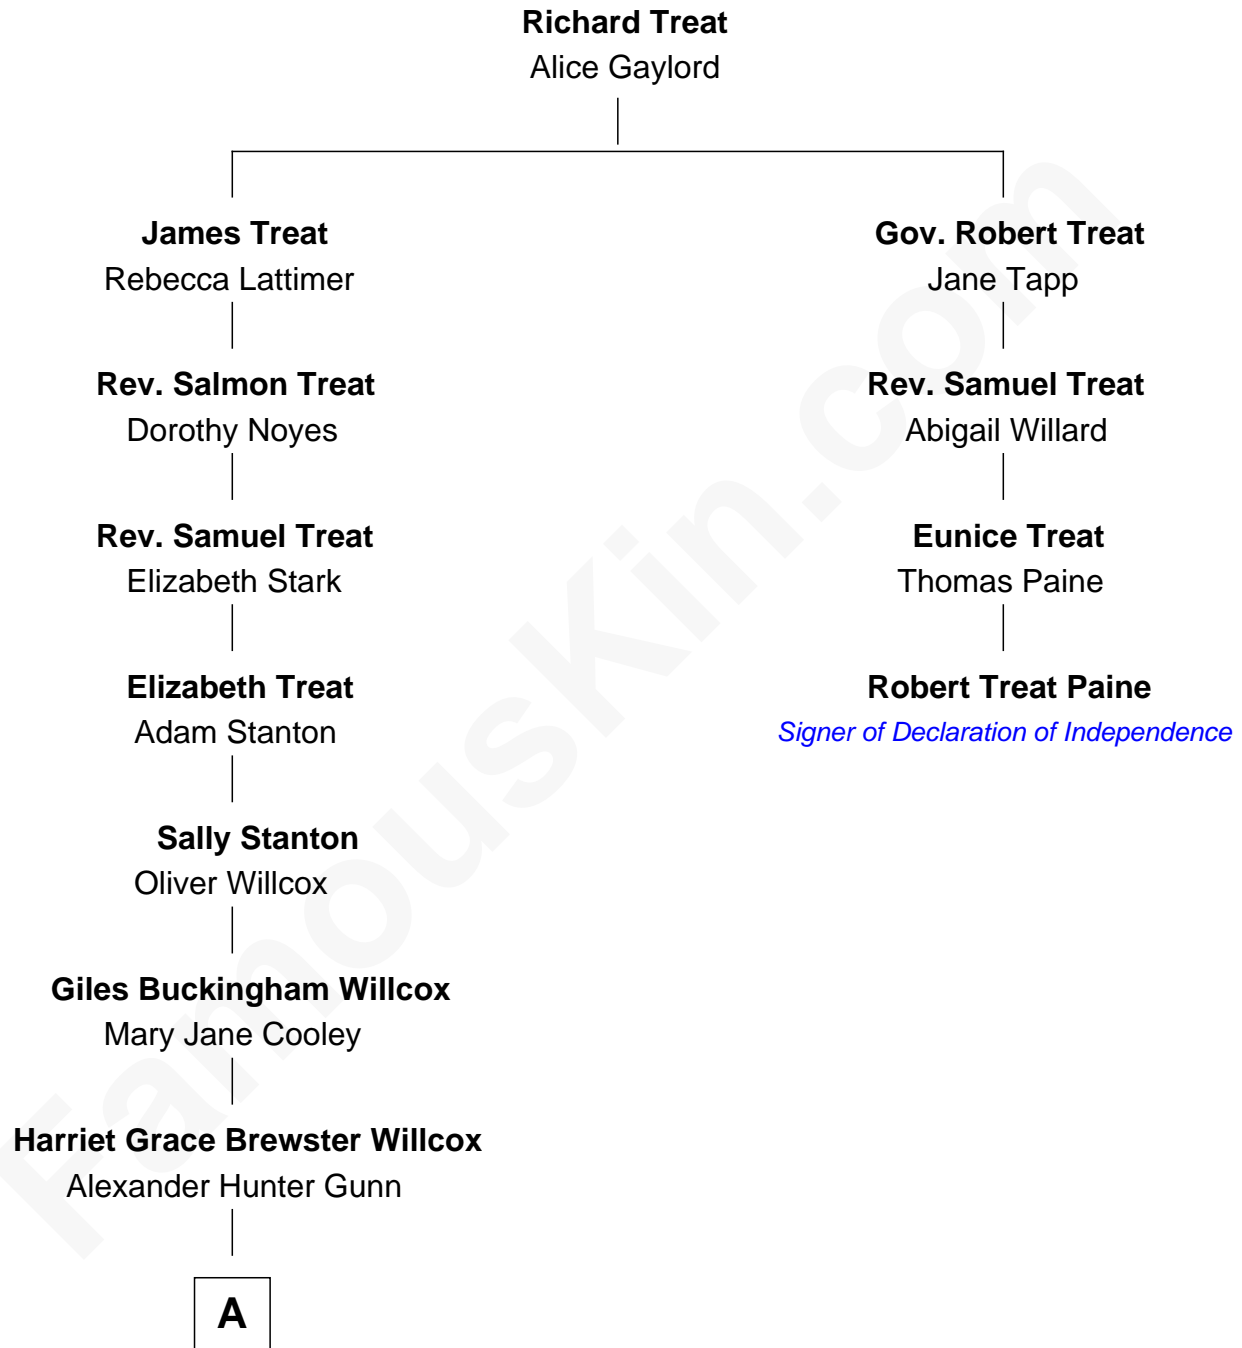 Richard Treat
Alice Gaylord
James Treat
Rebecca Lattimer
Gov. Robert Treat
Jane Tapp
Rev. Salmon Treat
Dorothy Noyes
Rev. Samuel Treat
Abigail Willard
Rev. Samuel Treat
Elizabeth Stark
Eunice Treat
Thomas Paine
Elizabeth Treat
Adam Stanton
Robert Treat Paine
Signer of Declaration of Independence
Sally Stanton
Oliver Willcox
Giles Buckingham Willcox
Mary Jane Cooley
Harriet Grace Brewster Willcox
Alexander Hunter Gunn
A
FamousKin.com